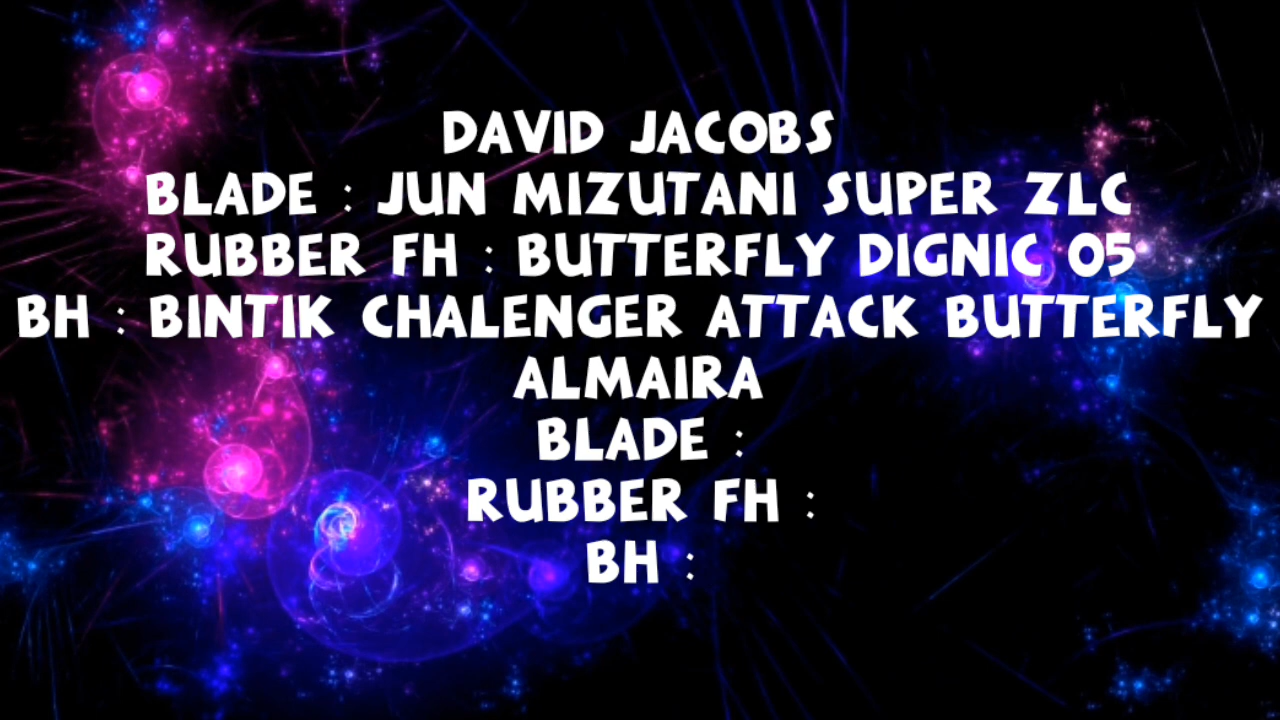 DAVID JACOBS
BLADE : JUN MIZUTANI SUPER ZLC
RUBBER FH : BUTTERFLY DIGNIC 05
BH : BINTIK CHALENGER ATTACK BUTTERFLY
ALMAIRA
BLADE :
RUBBER FH :
BH :